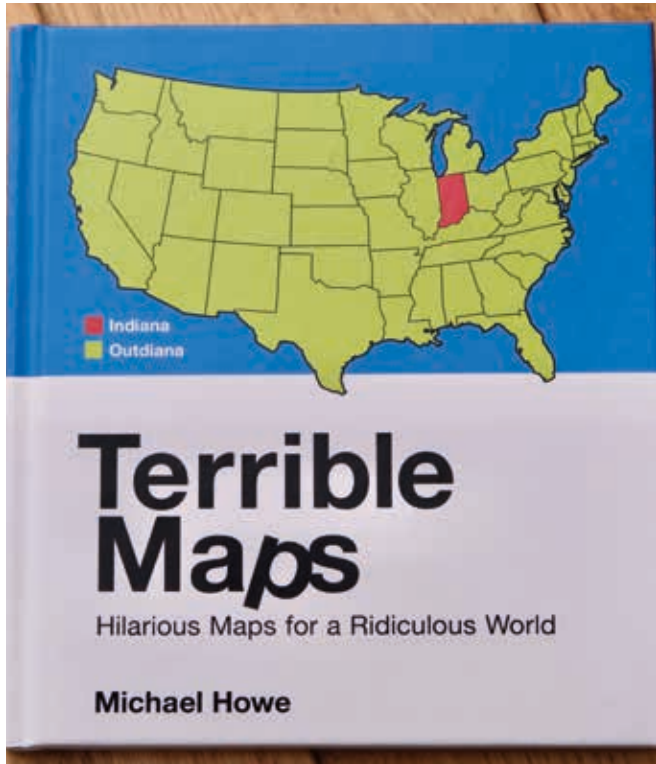 Indiana
Outdiana
Terrible
Maps
Hilarious Maps for a Ridiculous World
Michael Howe